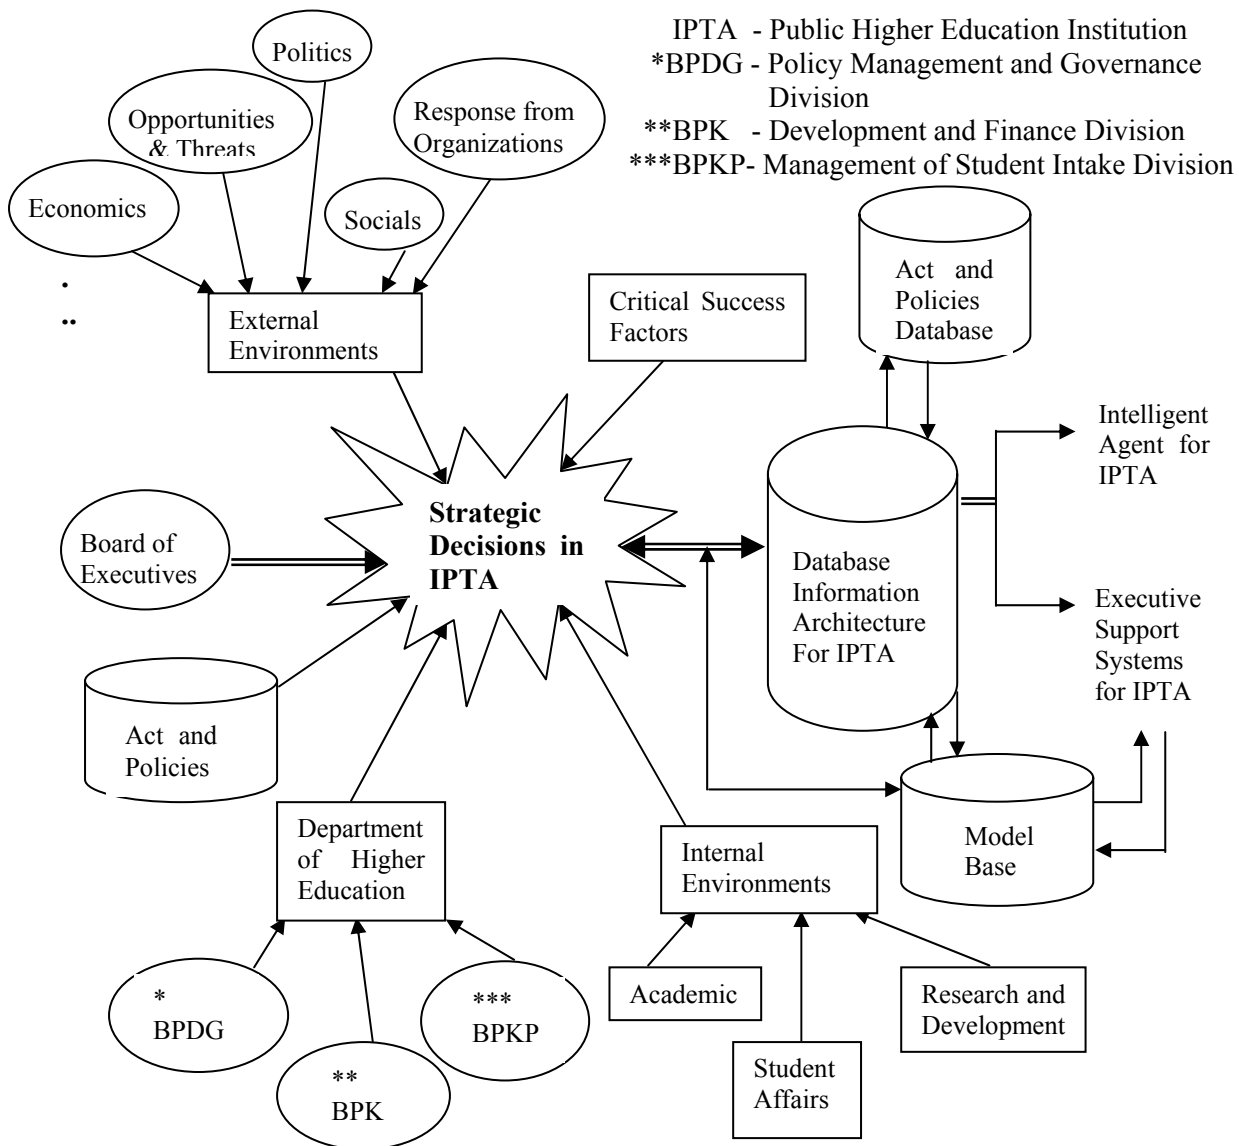 IPTA - Public Higher Education Institution
*BPDG - Policy Management and Governance
Division
**BPK - Development and Finance Division
***BPKP- Management of Student Intake Division
Politics
Opportunities
& Threats
Response from
Organizations
Economics
Socials
.
..
External
Environments
Critical Success
Factors
Act and
Policies
Database
Intelligent
Agent for
IPTA
Strategic
Decisions in
IPTA
Board of
Executives
Database
Information
Architecture
For IPTA
Executive
Support
Systems
for IPTA
Act and
Policies
Department
of Higher
Education
Internal
Environments
Model
Base
*
BPDG
**
BPK
***
BPKP
Academic
Student
Affairs
Research and
Development